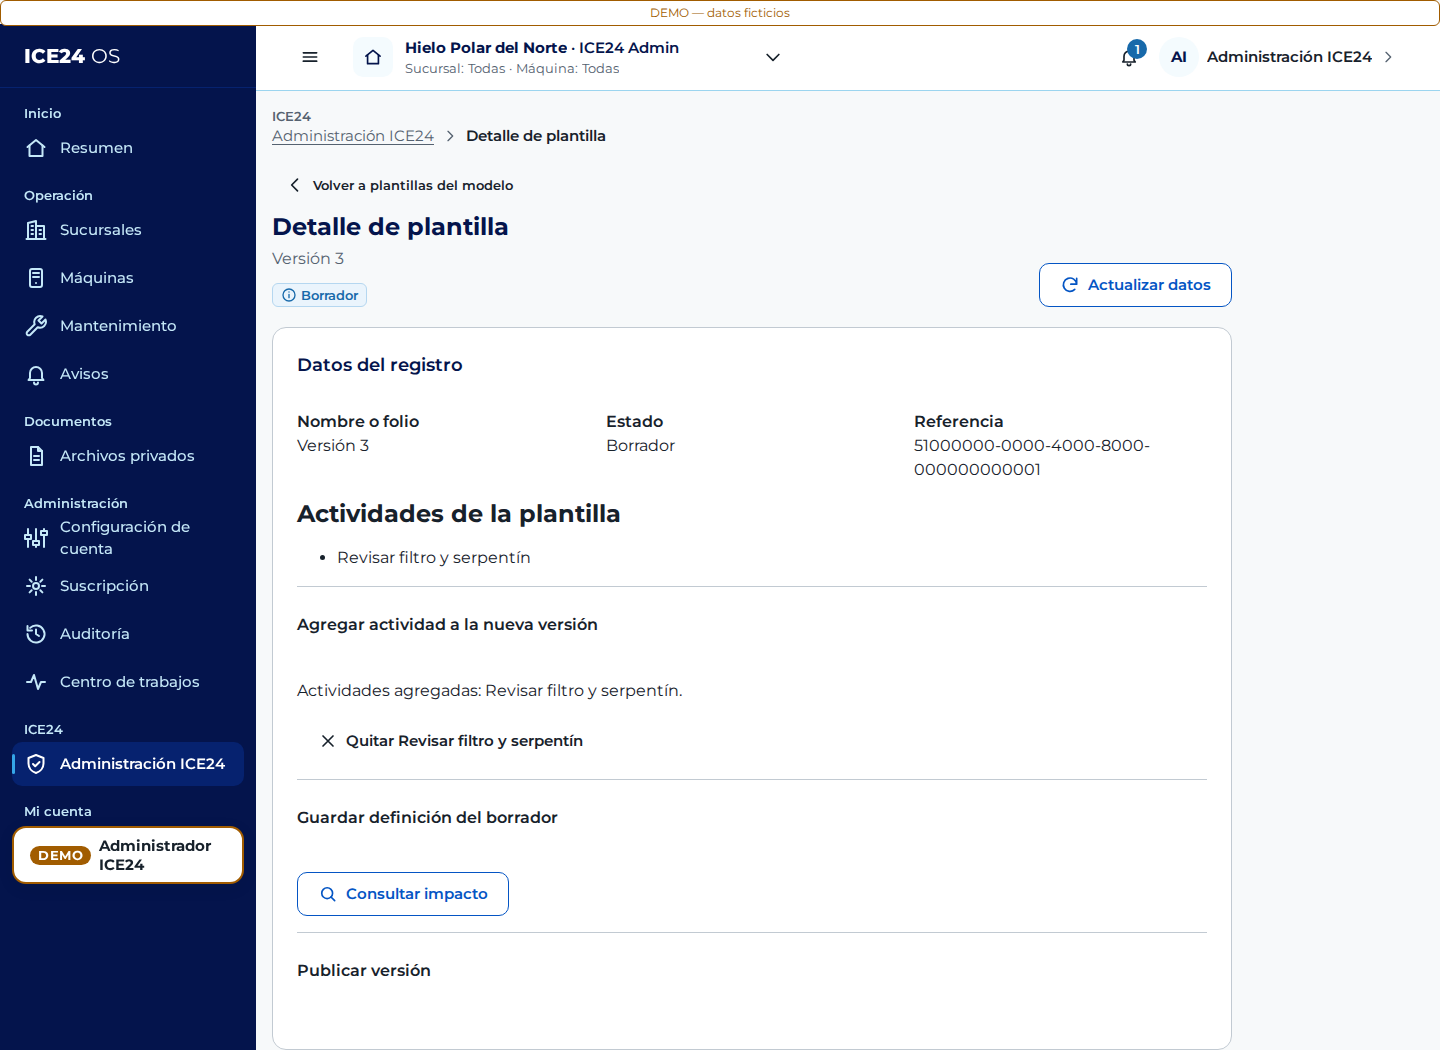 DEMO — datos ficticios
ICE24 OS
Inicio
Resumen
Operación
Sucursales
Máquinas
Mantenimiento
Avisos
Documentos
Archivos privados
Administración
Configuración de
cuenta
Suscripción
Auditoría
Centro de trabajos
ICE24
Administración ICE24
Mi cuenta
DEMO
Administrador
ICE24
Hielo Polar del Norte · ICE24 Admin
Sucursal: Todas · Máquina: Todas
1
AI
Administración ICE24
ICE24
Administración ICE24
Detalle de plantilla
Volver a plantillas del modelo
Detalle de plantilla
Versión 3
Borrador
Actualizar datos
Datos del registro
Nombre o folio
Versión 3
Estado
Borrador
Referencia
51000000-0000-4000-8000-
000000000001
Actividades de la plantilla
• Revisar filtro y serpentín
Agregar actividad a la nueva versión
Actividades agregadas: Revisar filtro y serpentín.
Quitar Revisar filtro y serpentín
Guardar definición del borrador
Consultar impacto
Publicar versión